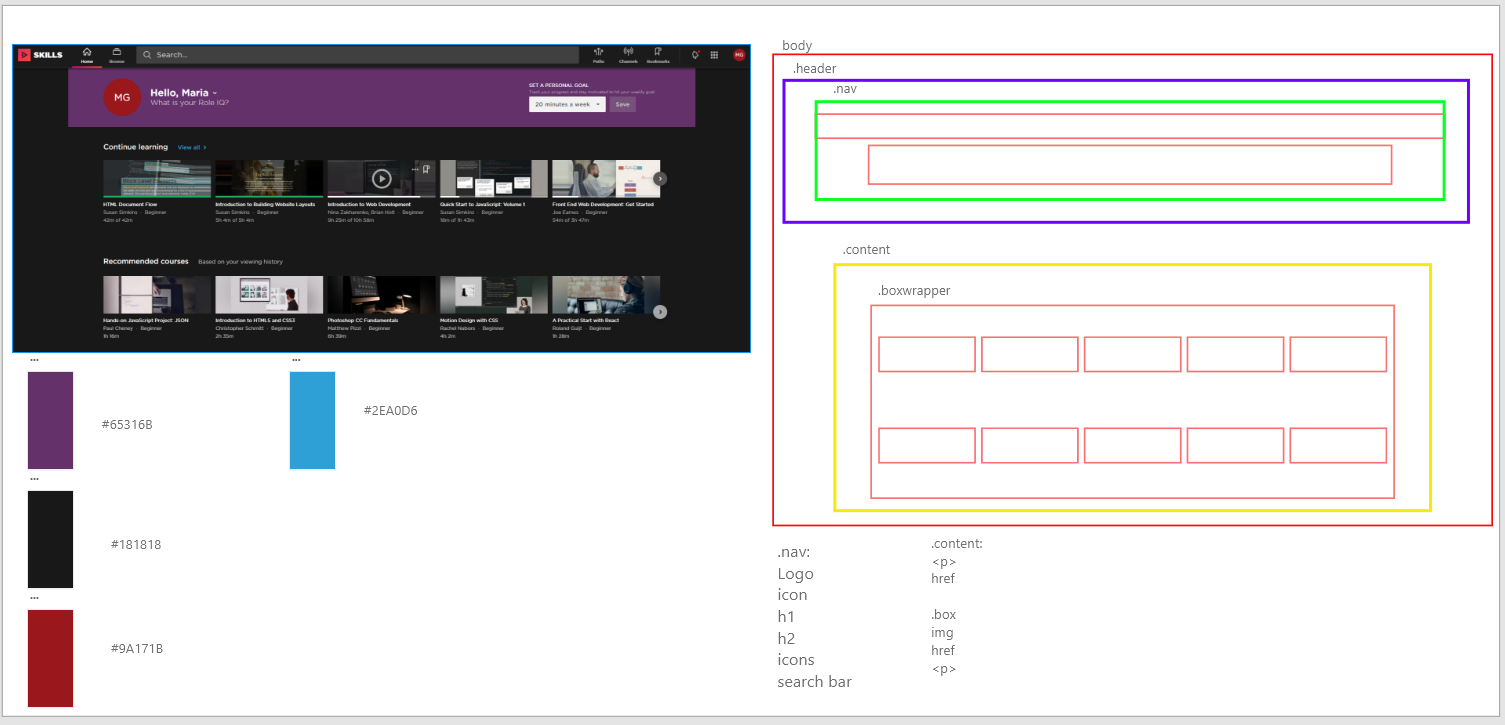 SKILLS
Home
Browse
Search...
Paths
Channels
Bookmarks
MG
MG
Hello, Maria
What is your Role IQ?
SET A PERSONAL GOAL
Track your progress and stay motivated to hit your weekly goal.
20 minutes a week
Save
Continue learning View all >
HTML Document Flow
Susan Simkins · Beginner
42m of 42m
Introduction to Building Website Layouts
Susan Simkins · Beginner
5h 4m of 5h 4m
Introduction to Web Development
Nina Zakharenko, Brian Holt · Beginner
9h 25m of 10h 58m
Quick Start to JavaScript: Volume 1
Susan Simkins · Beginner
18m of 1h 43m
Front End Web Development: Get Started
Joe Eames · Beginner
54m of 3h 47m
Recommended courses Based on your viewing history
Hands on JavaScript Project: JSON
Paul Cheney · Beginner
1h 16m
Introduction to HTML5 and CSS3
Christopher Schmitt · Beginner
2h 35m
Photoshop CC Fundamentals
Matthew Pizzi · Beginner
6h 39m
Motion Design with CSS
Rachel Nabors · Beginner
4h 2m
A Practical Start with React
Roland Guijt · Beginner
1h 28m
...
#65316B
...
#2EA0D6
...
#181818
...
#9A171B
body
.header
.nav
.content
.boxwrapper
.nav:
Logo
icon
h1
h2
icons
search bar
.content:
<p>
href
.box
img
href
<p>